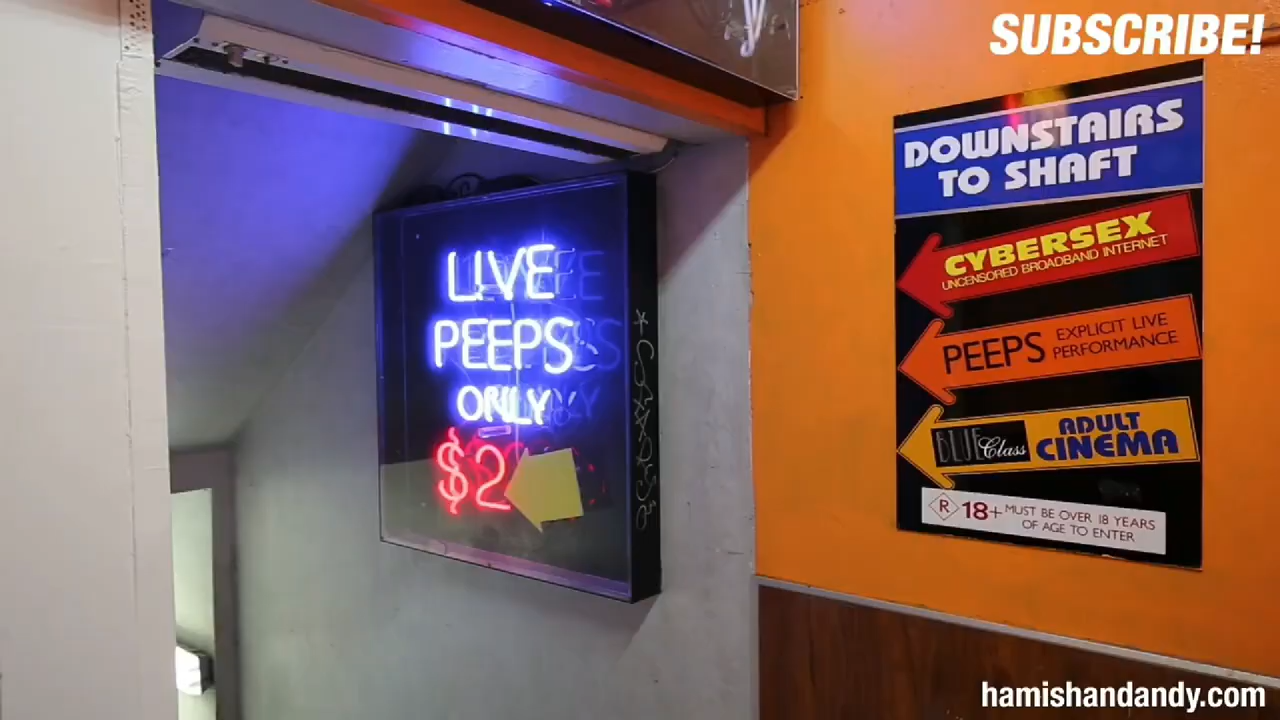 SUBSCRIBE!
LIVE
PEEPS
ONLY
$2
DOWNSTAIRS
TO SHAFT
CYBERSEX
UNCENSORED BROADBAND INTERNET
PEEPS
EXPLICIT LIVE
PERFORMANCE
BLUE Class
ADULT
CINEMA
R 18+ MUST BE OVER 18 YEARS
OF AGE TO ENTER
hamishandandy.com